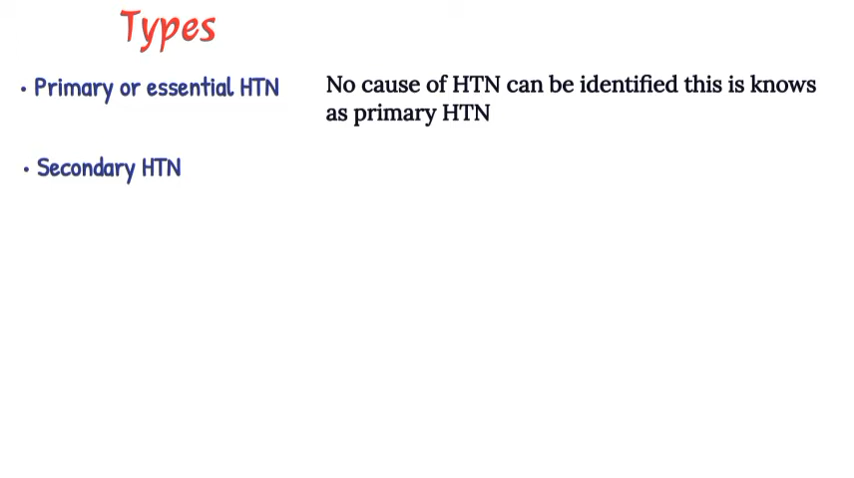 Types
• Primary or essential HTN
No cause of HTN can be identified this is knows
as primary HTN
• Secondary HTN